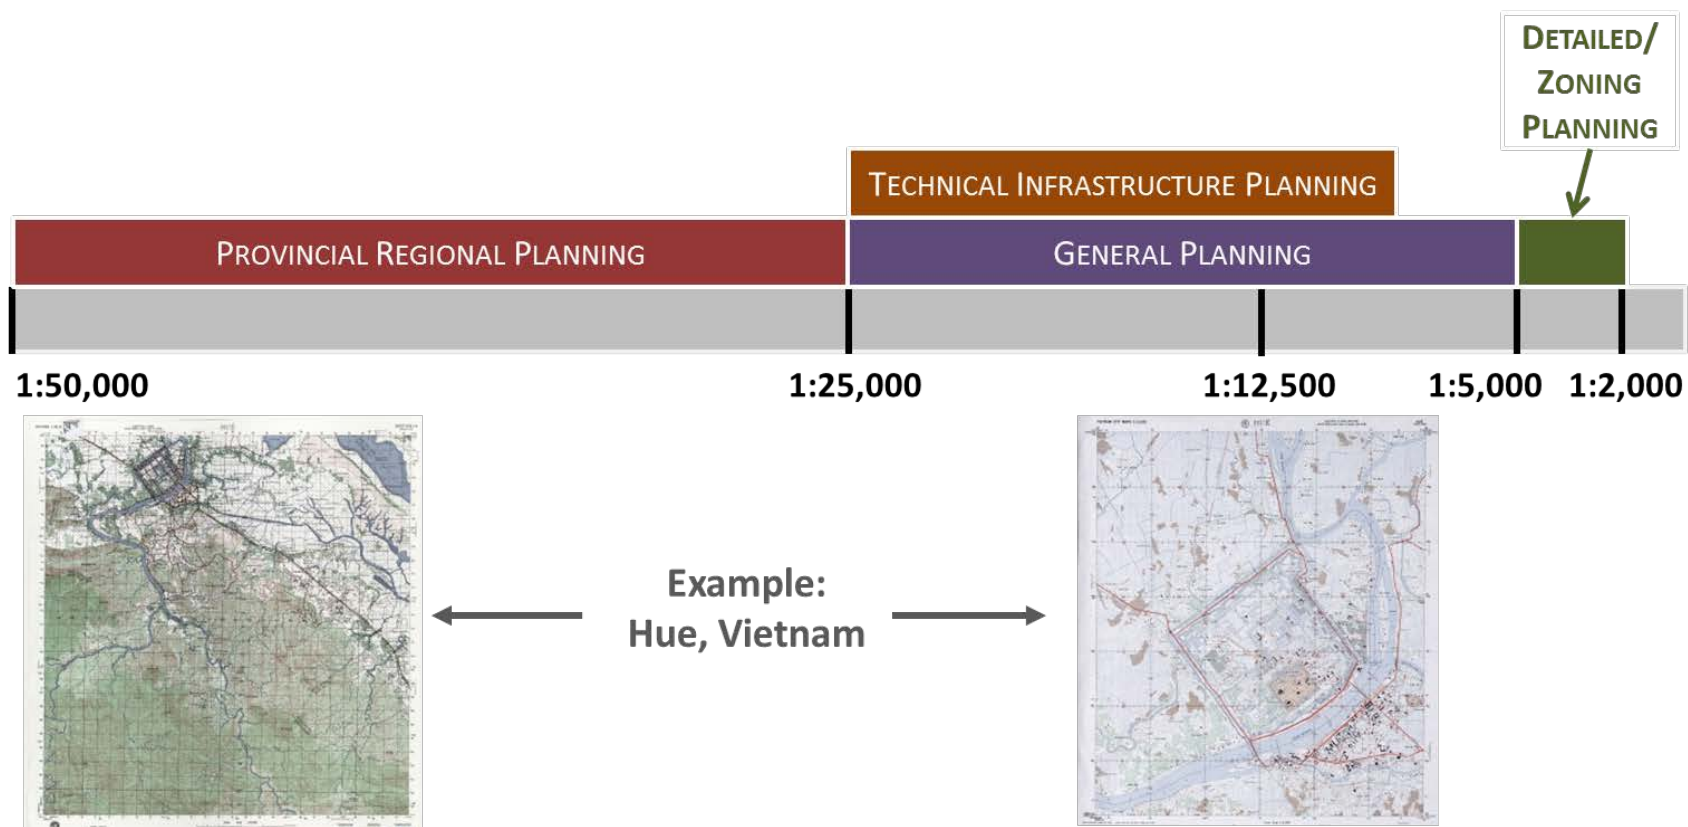 DETAILED/
ZONING
PLANNING
TECHNICAL INFRASTRUCTURE PLANNING
PROVINCIAL REGIONAL PLANNING
GENERAL PLANNING
1:50,000
1:25,000
1:12,500
1:5,000
1:2,000
Example:
Hue, Vietnam